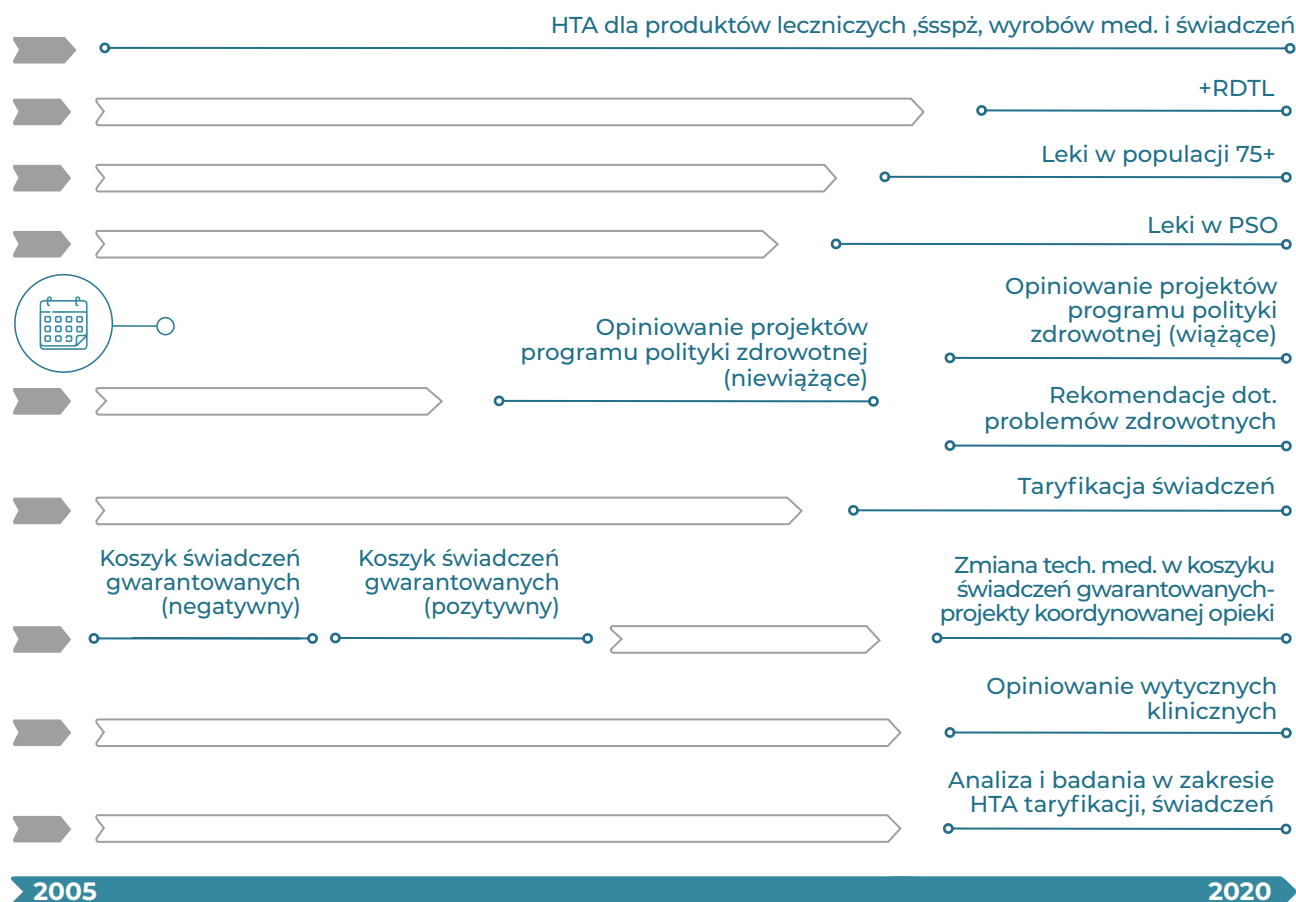 HTA dla produktów leczniczych ,śsspż, wyrobów med. i świadczeń
+RDTL
Leki w populacji 75+
Leki w PSO
Opiniowanie projektów
programu polityki zdrowotnej
(niewiążące)
Opiniowanie projektów
programu polityki
zdrowotnej (wiążące)
Rekomendacje dot.
problemów zdrowotnych
Taryfikacja świadczeń
Koszyk świadczeń
gwarantowanych
(negatywny)
Koszyk świadczeń
gwarantowanych
(pozytywny)
Zmiana tech. med. w koszyku
świadczeń gwarantowanych-
projekty koordynowanej opieki
Opiniowanie wytycznych
klinicznych
Analiza i badania w zakresie
HTA taryfikacji, świadczeń
2005
2020